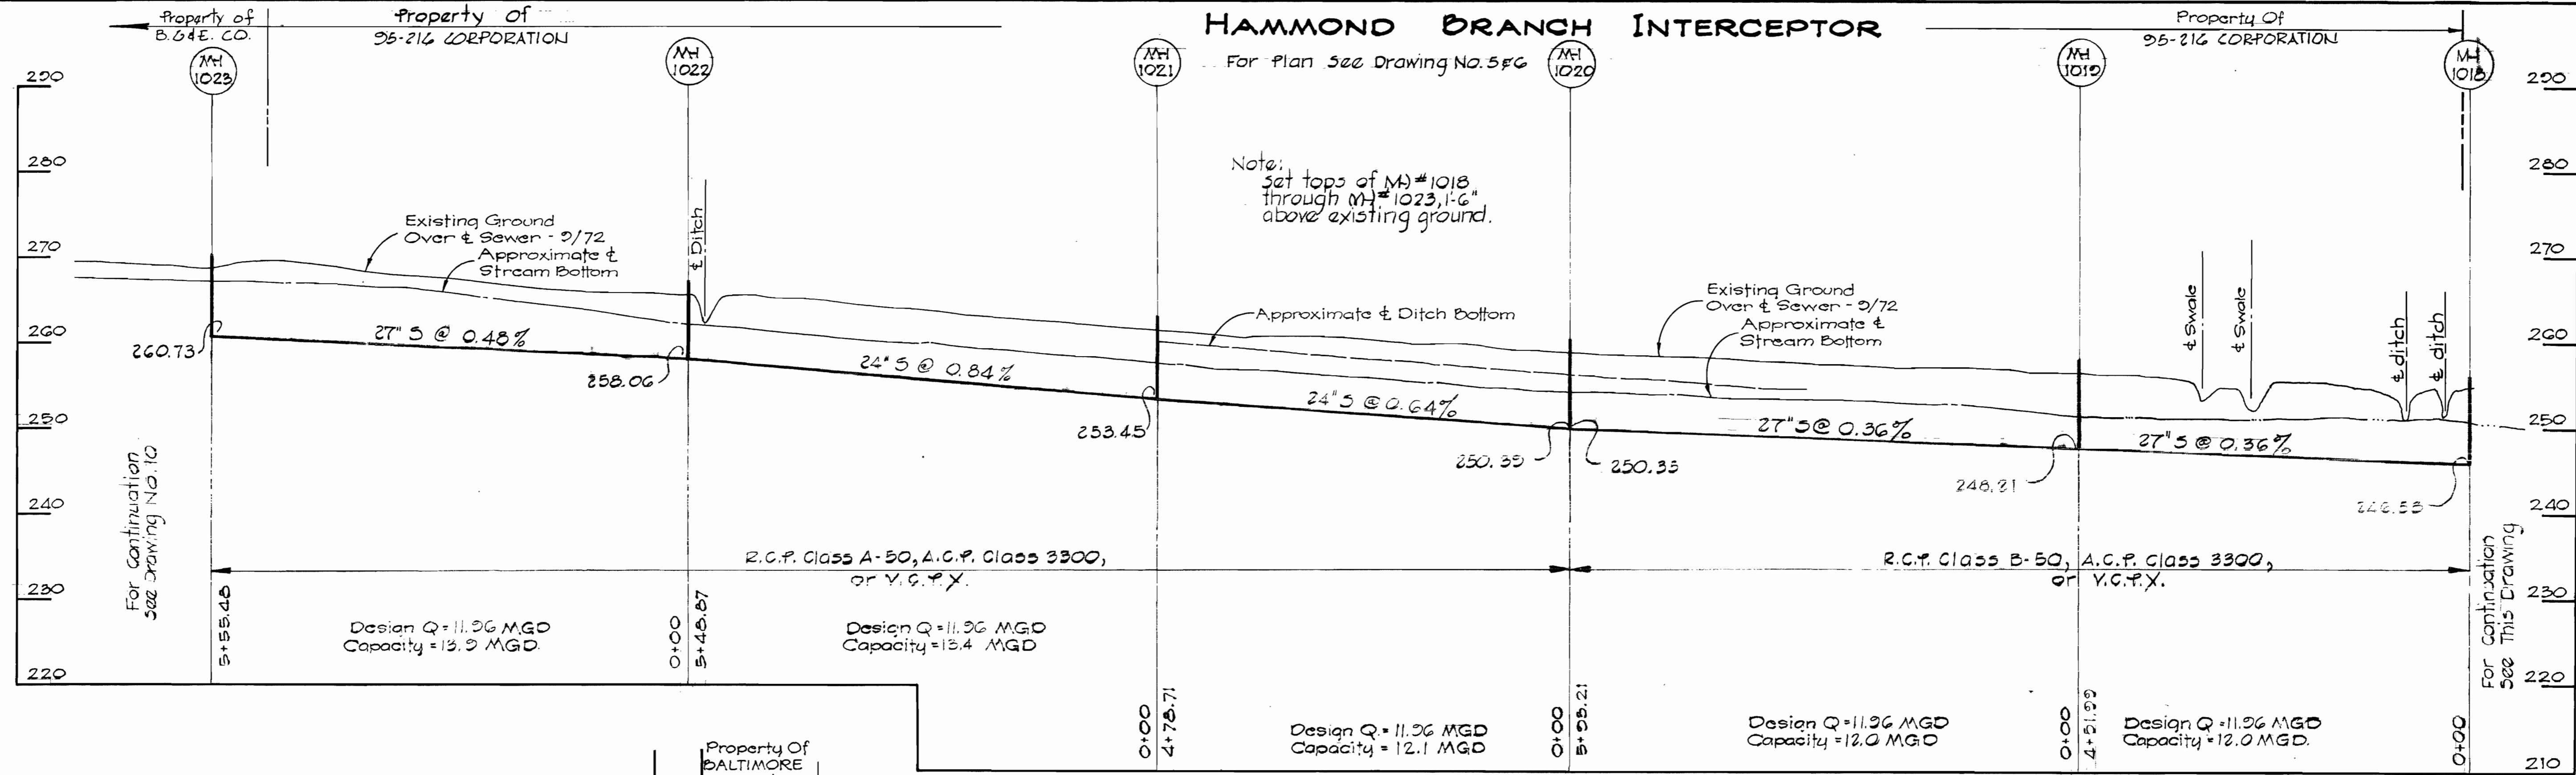 Property of
B.G&E. CO.
Property of
95-216 CORPORATION
HAMMOND BRANCH INTERCEPTOR
For Plan See Drawing No. 5&6
Property Of
95-216 CORPORATION
MH
1023
MH
1022
MH
1021
MH
1020
MH
1019
MH
1018
290
280
270
260
250
240
230
220
290
280
270
260
250
240
230
220
210
Note:
Set tops of MH #1018
through MH #1023, 1'-6"
above existing ground.
Existing Ground
Over ℄ Sewer - 9/72
Approximate ℄
Stream Bottom
℄ Ditch
Approximate ℄ Ditch Bottom
Existing Ground
Over ℄ Sewer - 9/72
Approximate ℄
Stream Bottom
℄ Swale
℄ Swale
℄ ditch
℄ ditch
260.73
27" S @ 0.48%
258.06
24" S @ 0.84%
253.45
24" S @ 0.64%
250.39
250.35
27" S @ 0.36%
248.21
27" S @ 0.36%
246.53
For Continuation
see Drawing No. 10
R.C.P. Class A-50, A.C.P. Class 3300,
or V.C.P.X.
R.C.P. Class B-50, A.C.P. Class 3300,
or V.C.P.X.
For Continuation
See This Drawing
5+55.48
0+00
5+48.87
0+00
4+78.71
0+00
5+95.21
0+00
4+51.99
0+00
Design Q = 11.96 MGD
Capacity = 13.9 MGD.
Design Q = 11.96 MGD
Capacity = 13.4 MGD
Design Q. = 11.96 MGD
Capacity = 12.1 MGD
Design Q = 11.96 MGD
Capacity = 12.0 MGD
Design Q = 11.96 MGD
Capacity = 12.0 MGD.
Property Of
BALTIMORE